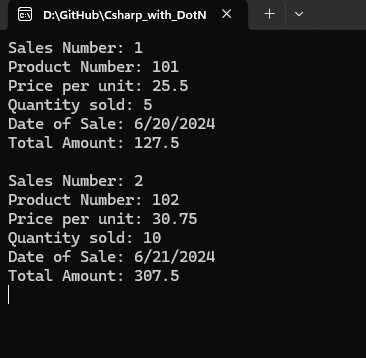 D:\GitHub\Csharp_with_DotN
Sales Number: 1
Product Number: 101
Price per unit: 25.5
Quantity sold: 5
Date of Sale: 6/20/2024
Total Amount: 127.5
Sales Number: 2
Product Number: 102
Price per unit: 30.75
Quantity sold: 10
Date of Sale: 6/21/2024
Total Amount: 307.5